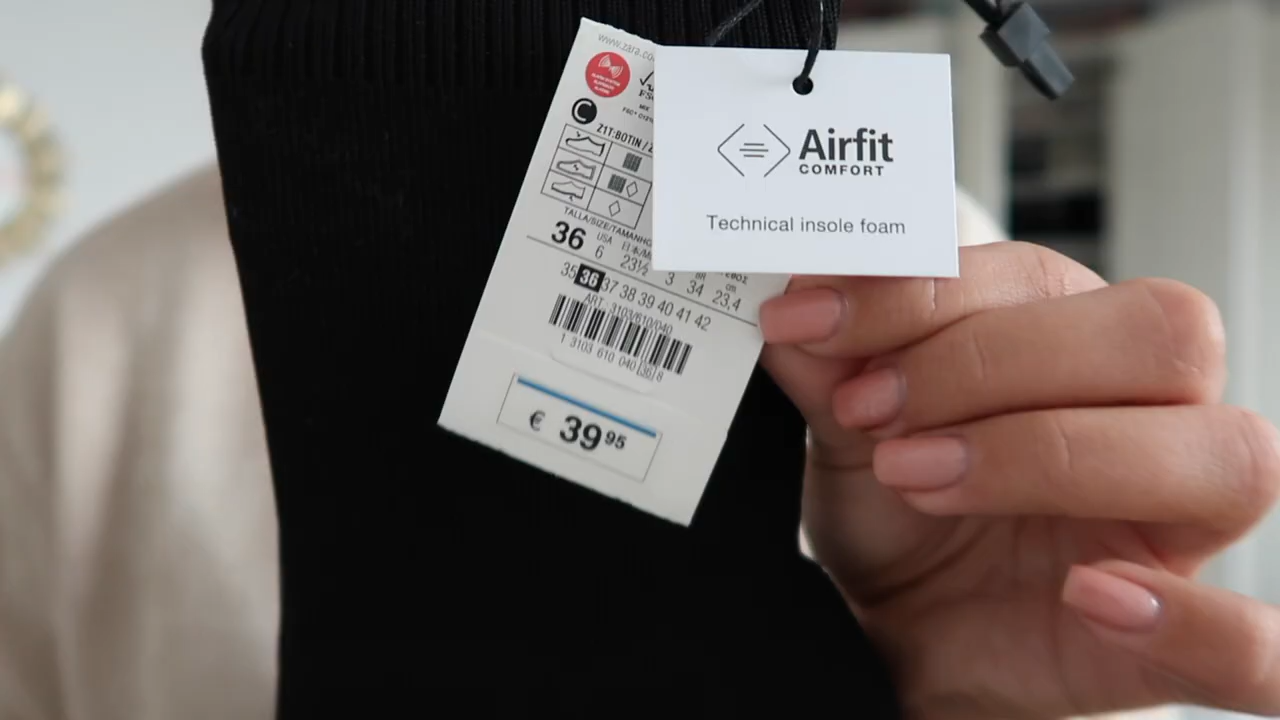 www.zara.co
C
Z1T:BOTIN / Z
TALLA/SIZE/TAMANHO
36
USA
6
23½
3
34
cm
23,4
35 36 37 38 39 40 41 42
ART. 3103/610/040
1 3103 610 040 36 8
€ 39 95
Airfit
COMFORT
Technical insole foam